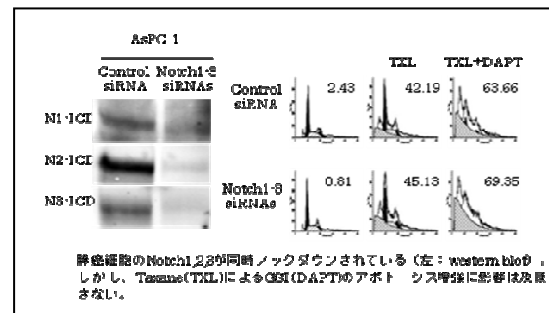 AsPC-1
Control Notch1-3
siRNA siRNAs
N1-ICD
N2-ICD
N3-ICD
TXL TXL+DAPT
Control siRNA 2.43 42.19 63.66
Notch1-3 siRNAs 0.81 45.13 69.35
膵癌細胞のNotch1,2,3が同時ノックダウンされている（左：western blot）。
しかし、Taxane(TXL)によるGSI(DAPT)のアポトーシス増強に影響は及ぼ
さない。